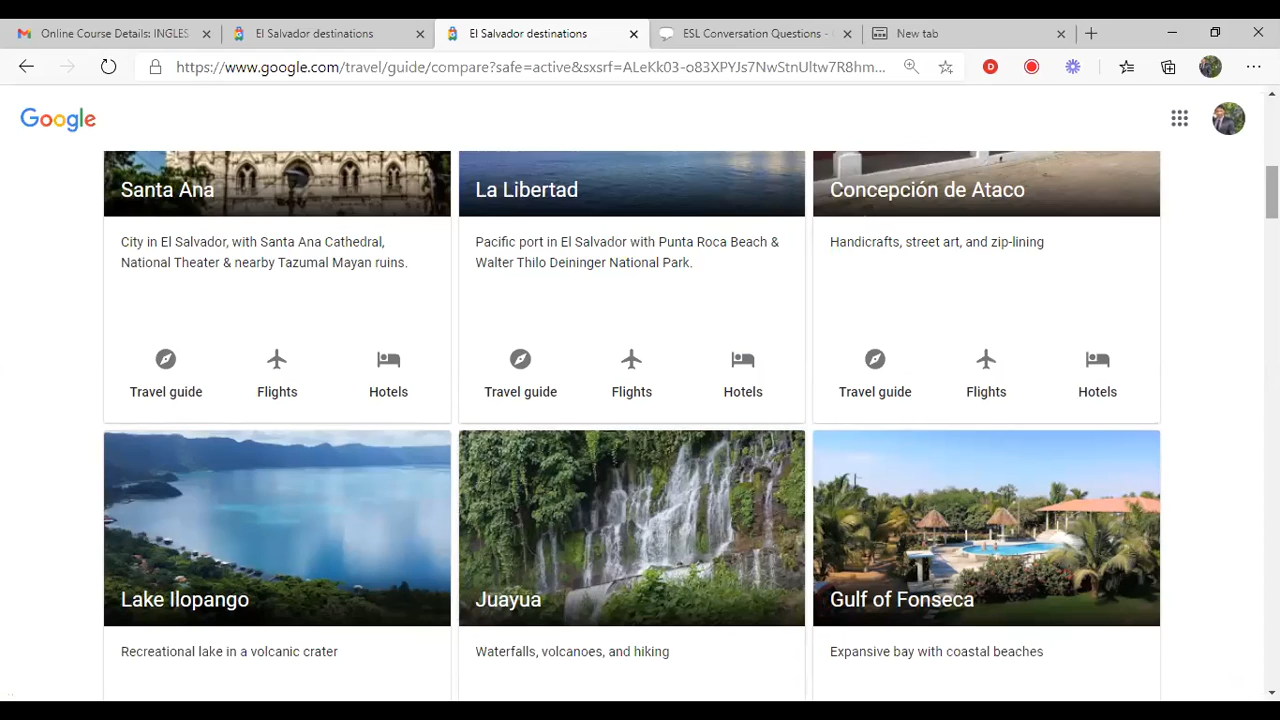 Online Course Details: INGLES
El Salvador destinations
El Salvador destinations
ESL Conversation Questions -
New tab
https://www.google.com/travel/guide/compare?safe=active&sxsrf=ALeKk03-o83XPYJs7NwStnUltw7R8hm...
Google
Santa Ana
La Libertad
Concepción de Ataco
City in El Salvador, with Santa Ana Cathedral,
National Theater & nearby Tazumal Mayan ruins.
Pacific port in El Salvador with Punta Roca Beach &
Walter Thilo Deininger National Park.
Handicrafts, street art, and zip-lining
Travel guide
Flights
Hotels
Travel guide
Flights
Hotels
Travel guide
Flights
Hotels
Lake Ilopango
Juayua
Gulf of Fonseca
Recreational lake in a volcanic crater
Waterfalls, volcanoes, and hiking
Expansive bay with coastal beaches